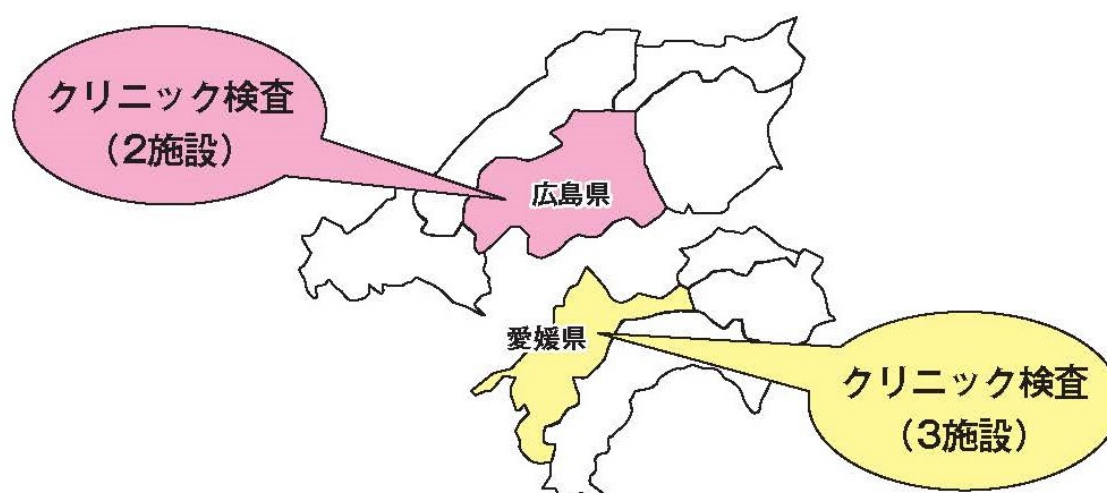 クリニック検査
（2施設）
広島県
愛媛県
クリニック検査
（3施設）